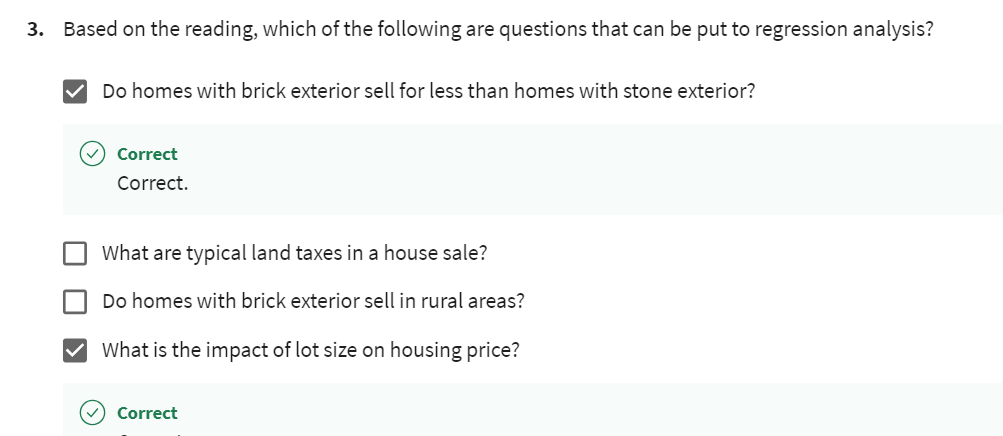 3. Based on the reading, which of the following are questions that can be put to regression analysis?
Do homes with brick exterior sell for less than homes with stone exterior?
Correct
Correct.
What are typical land taxes in a house sale?
Do homes with brick exterior sell in rural areas?
What is the impact of lot size on housing price?
Correct